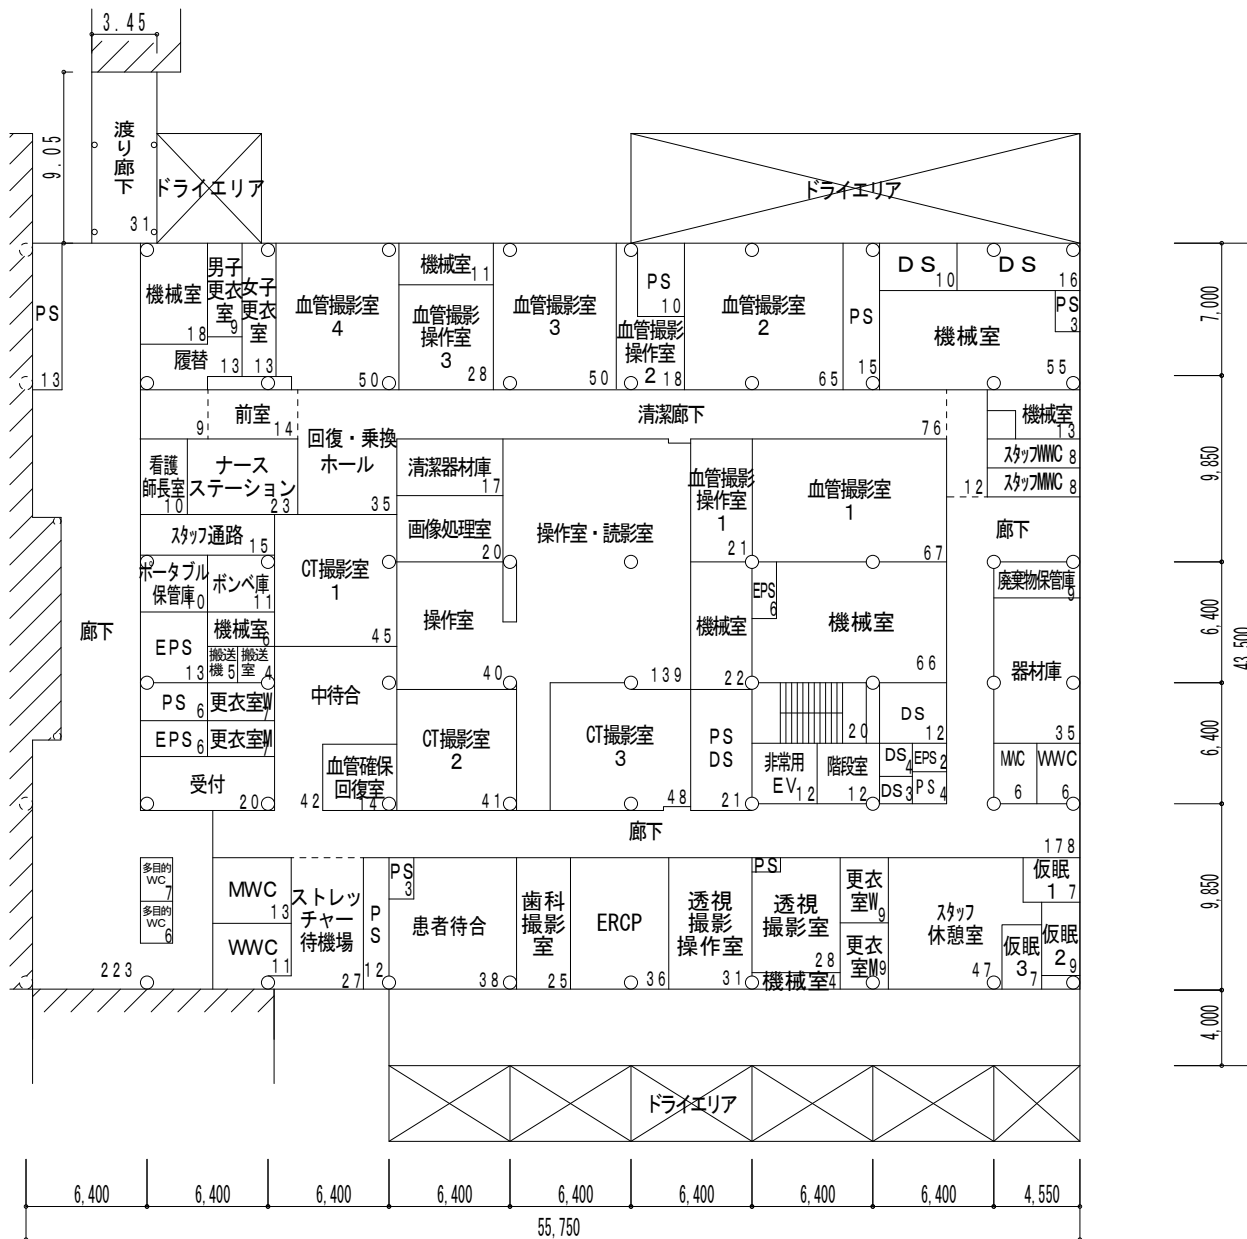 3.45
9.05
渡り廊下
31
ドライエリア
ドライエリア
PS
13
機械室
18
男子
更衣
室
9
女子
更衣
室
13
履替
13
血管撮影室
4
50
機械室
11
血管撮影
操作室
3
28
血管撮影室
3
50
PS
10
血管撮影
操作室
2
18
血管撮影室
2
65
PS
15
DS
10
DS
16
PS
3
機械室
55
7,000
9
前室
14
清潔廊下
76
機械室
13
回復・乗換
ホール
35
看護
師長室
10
ナース
ステーション
23
清潔器材庫
17
画像処理室
20
操作室・読影室
139
血管撮影
操作室
1
21
血管撮影室
1
67
12
スタッフWWC 8
スタッフMWC 8
廊下
9,850
スタッフ通路
15
CT撮影室
1
45
ポータブル
保管庫
10
ボンベ庫
11
操作室
40
機械室
22
EPS
6
機械室
66
廃棄物保管庫
9
廊下
EPS
13
機械室
6
搬送
機 5
搬送
室 4
器材庫
35
6,400
43,500
PS 6
更衣室W
7
EPS 6
更衣室M
7
受付
20
中待合
42
血管確保
回復室
14
CT撮影室
2
41
CT撮影室
3
48
PS
DS
21
20
DS
12
非常用
EV 12
階段室
12
DS 4
EPS 2
DS 3
PS 4
MWC
6
WWC
6
6,400
廊下
178
多目的
WC
7
多目的
WC
6
223
MWC
13
WWC
11
ストレッ
チャー
待機場
27
PS
12
PS
3
患者待合
38
歯科
撮影
室
25
ERCP
36
透視
撮影
操作室
31
PS
透視
撮影室
28
機械室
4
更衣
室W
9
更衣
室M9
スタッフ
休憩室
47
仮眠
1 7
仮眠
2 9
仮眠
3 7
9,850
4,000
ドライエリア
6,400
6,400
6,400
6,400
6,400
6,400
6,400
6,400
4,550
55,750